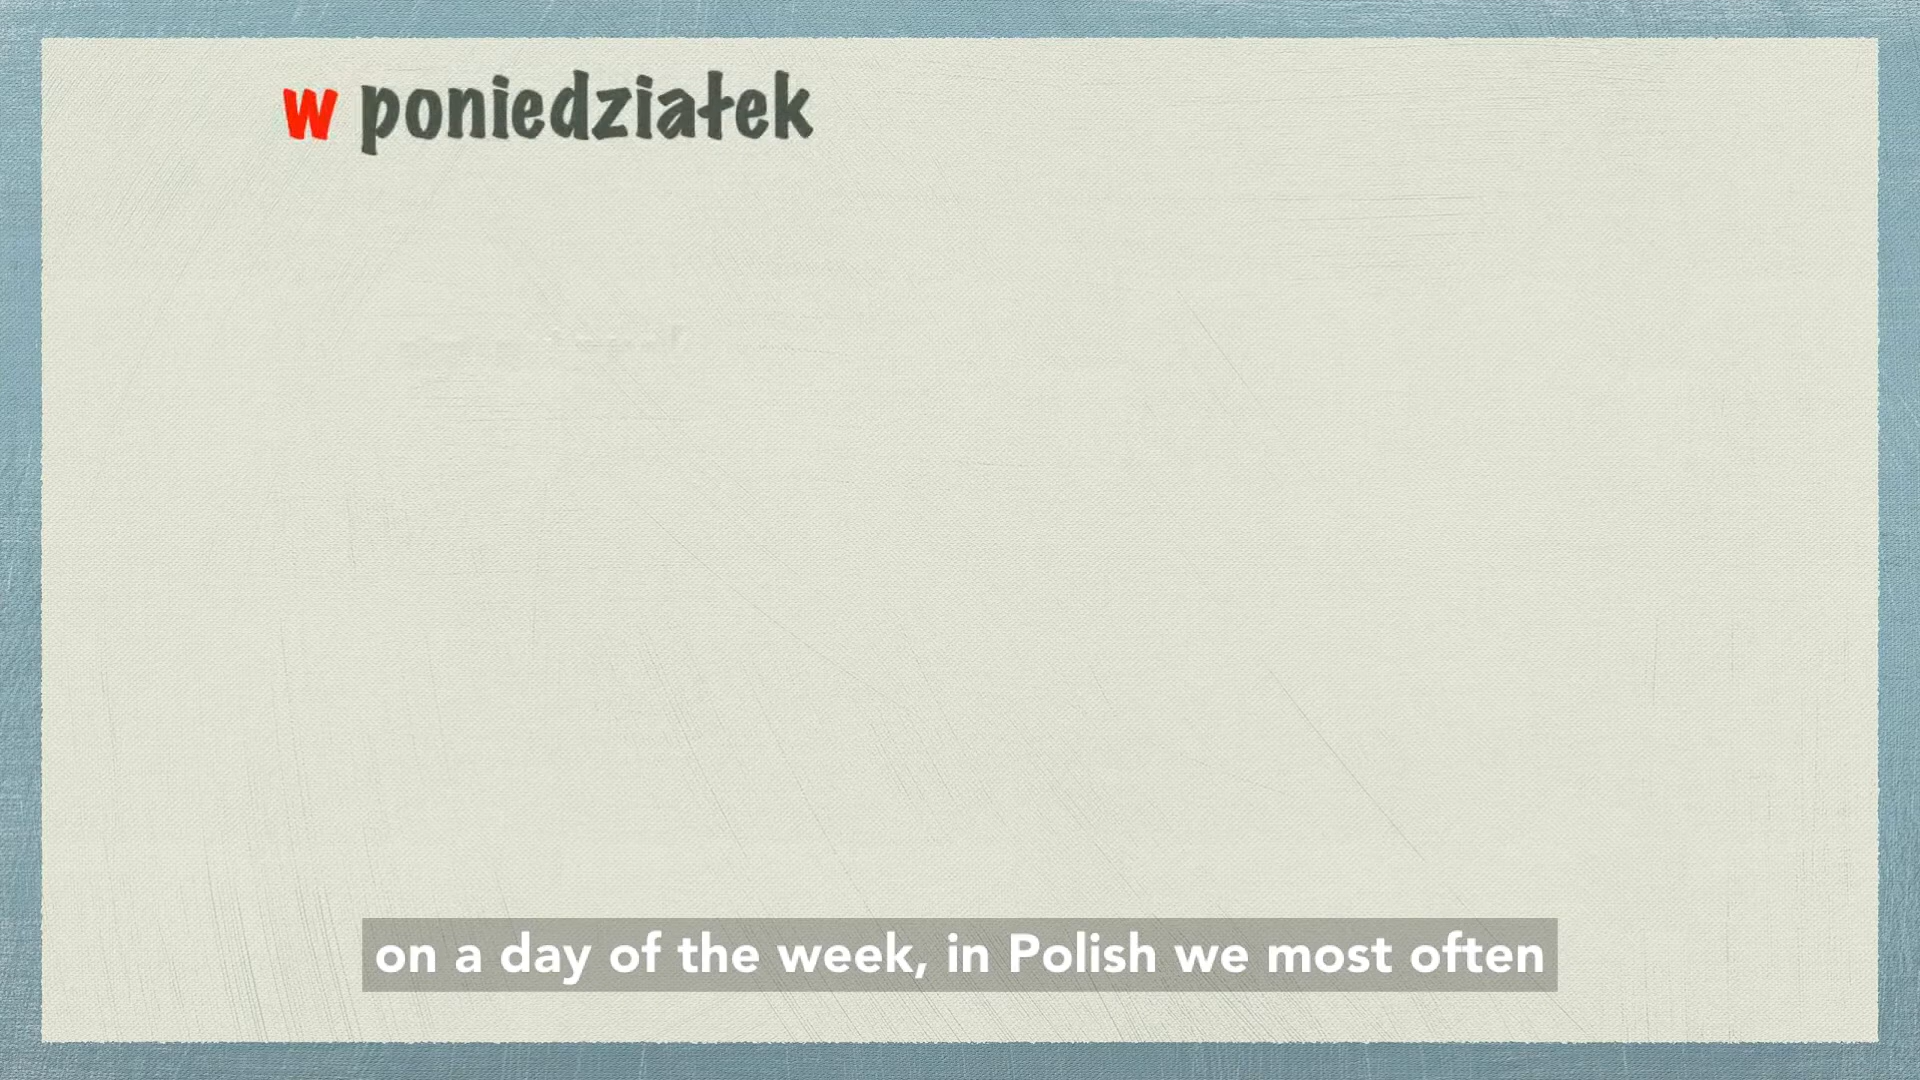 w poniedziałek
on a day of the week, in Polish we most often